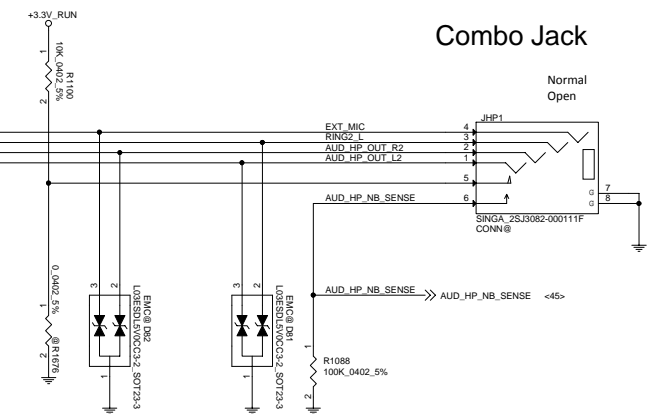 +3.3V_RUN
Combo Jack
1
10K_0402_5%
R1100
2
Normal
Open
JHP1
EXT_MIC 4
RING2_L 3
AUD_HP_OUT_R2 2
AUD_HP_OUT_L2 1
5
AUD_HP_NB_SENSE 6
G 7
G 8
SINGA_2SJ3082-000111F
CONN@
AUD_HP_NB_SENSE
AUD_HP_NB_SENSE <45>
1
0_0402_5%
@R1676
2
3
2
1
EMC@ D82
L03ESDL5V0CC3-2_SOT23-3
3
2
1
EMC@ D81
L03ESDL5V0CC3-2_SOT23-3
1
R1088
100K_0402_5%
2